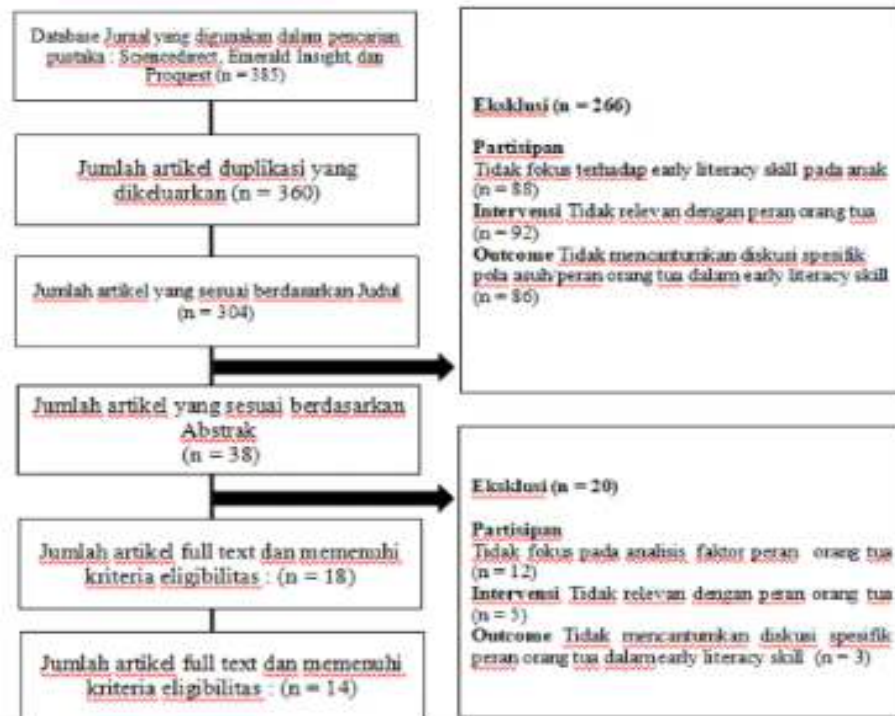 Database Jurnal yang digunakan dalam pencarian
pustaka : Sciencedirect, Emerald Insight, dan
Proquest (n = 385)
Jumlah artikel duplikasi yang
dikeluarkan (n = 360)
Jumlah artikel yang sesuai berdasarkan Judul
(n = 304)
Jumlah artikel yang sesuai berdasarkan
Abstrak
(n = 38)
Jumlah artikel full text dan memenuhi
kriteria eligibilitas : (n = 18)
Jumlah artikel full text dan memenuhi
kriteria eligibilitas : (n = 14)
Eksklusi (n = 266)
Partisipan
Tidak fokus terhadap early literacy skill pada anak
(n = 88)
Intervensi Tidak relevan dengan peran orang tua
(n = 92)
Outcome Tidak mencantumkan diskusi spesifik
pola asuh/peran orang tua dalam early literacy skill
(n = 86)
Eksklusi (n = 20)
Partisipan
Tidak fokus pada analisis faktor peran orang tua
(n = 12)
Intervensi Tidak relevan dengan peran orang tua
(n = 5)
Outcome Tidak mencantumkan diskusi spesifik
peran orang tua dalam early literacy skill (n = 3)